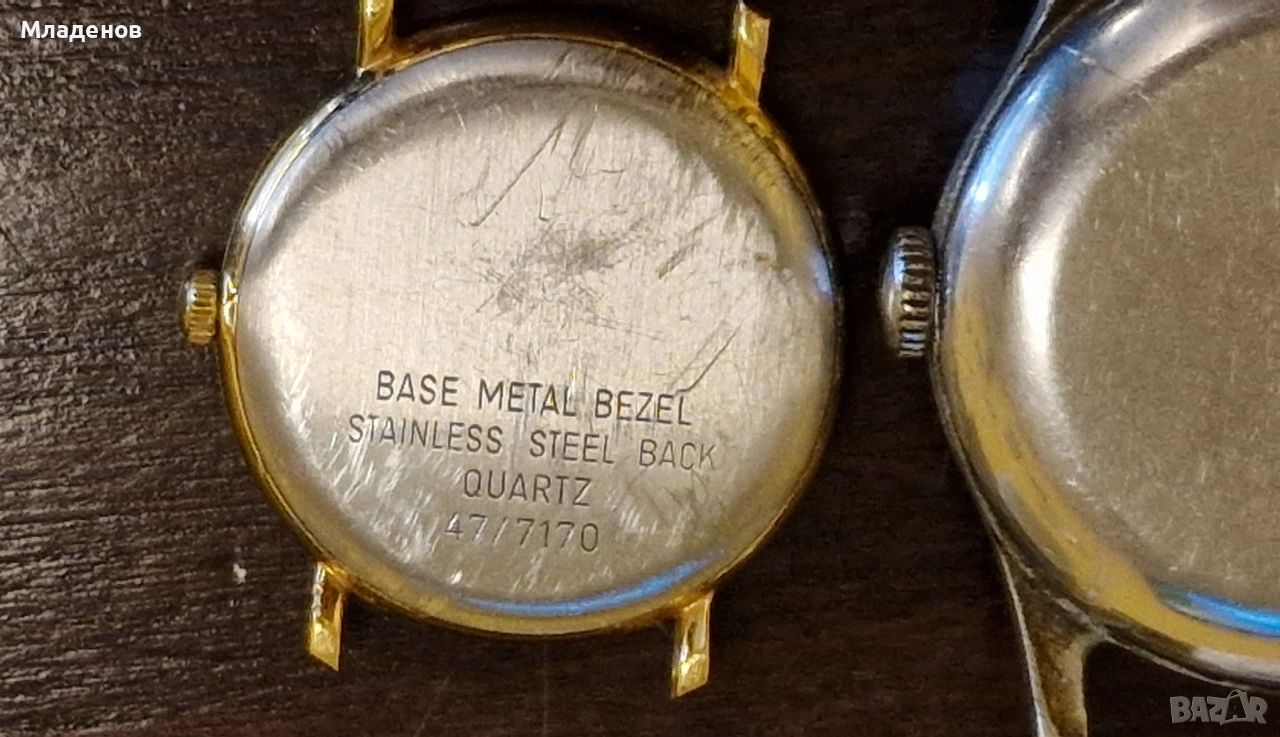 Младенов
BASE METAL BEZEL
STAINLESS STEEL BACK
QUARTZ
47/7170
BAZAR